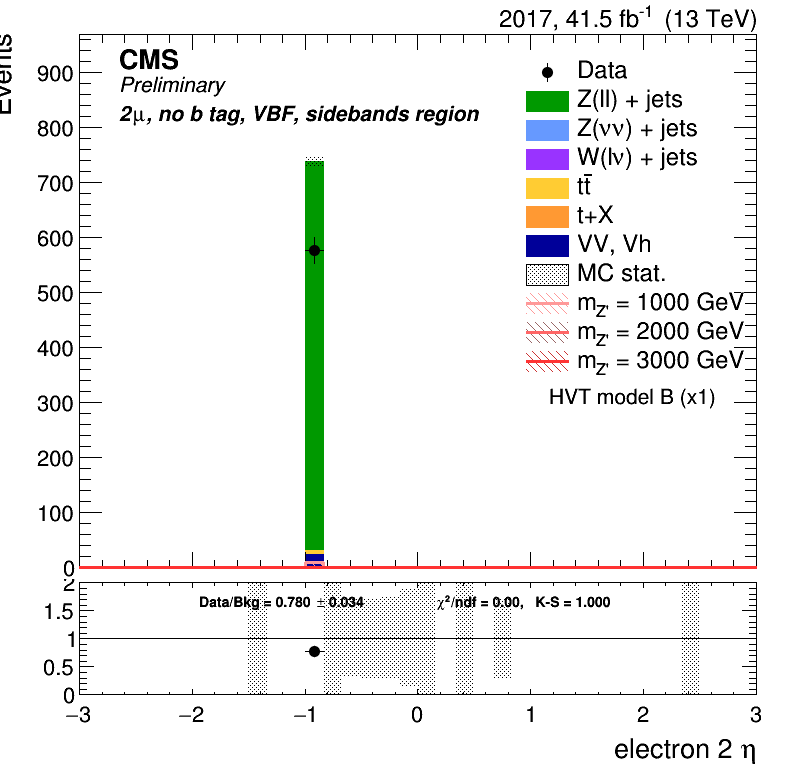 2017, 41.5 fb⁻¹ (13 TeV)
Events
CMS
Preliminary
2μ, no b tag, VBF, sidebands region
Data
Z(ll) + jets
Z(νν) + jets
W(lν) + jets
tt̄
t+X
VV, Vh
MC stat.
m_Z' = 1000 GeV
m_Z' = 2000 GeV
m_Z' = 3000 GeV
HVT model B (x1)
900
800
700
600
500
400
300
200
100
0
Data/Bkg = 0.780 ± 0.034 χ²/ndf = 0.00, K-S = 1.000
2
1.5
1
0.5
0
−3 −2 −1 0 1 2 3
electron 2 η